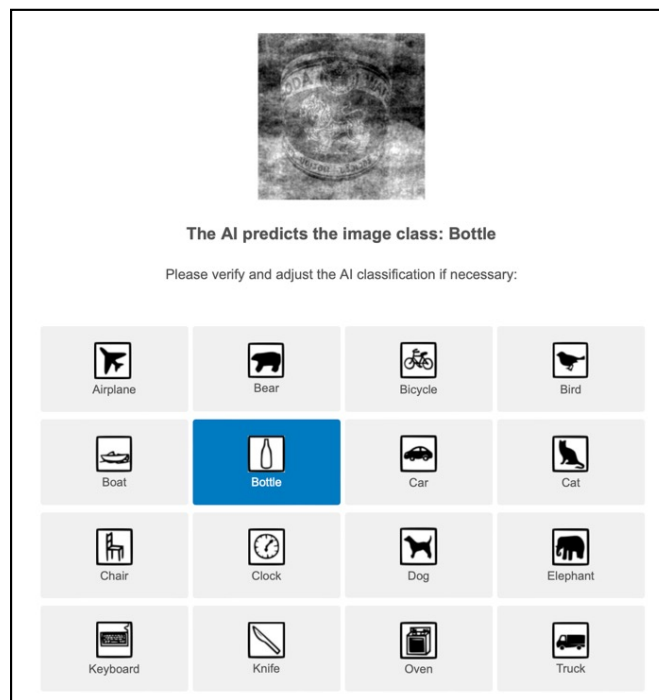 The AI predicts the image class: Bottle
Please verify and adjust the AI classification if necessary:
Airplane Bear Bicycle Bird
Boat Bottle Car Cat
Chair Clock Dog Elephant
Keyboard Knife Oven Truck